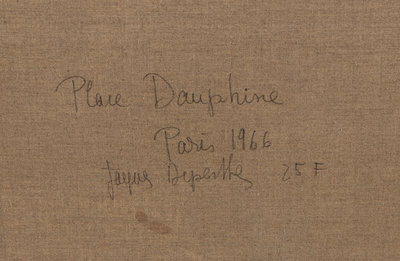 Place Dauphine
Paris 1966
Jacques Deperthes 25 F